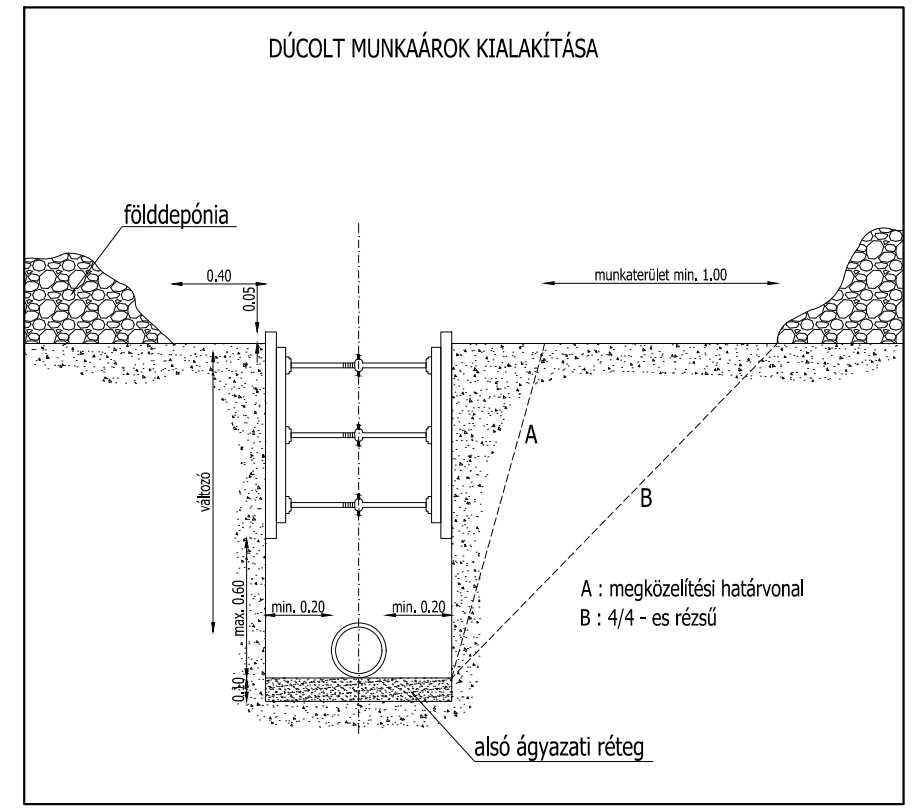 DÚCOLT MUNKAÁROK KIALAKÍTÁSA
földdepónia
0.40
0.05
munkaterület min. 1.00
A
B
változó
max. 0.60
min. 0.20
min. 0.20
A : megközelítési határvonal
B : 4/4 - es rézsű
0.10
alsó ágyazati réteg